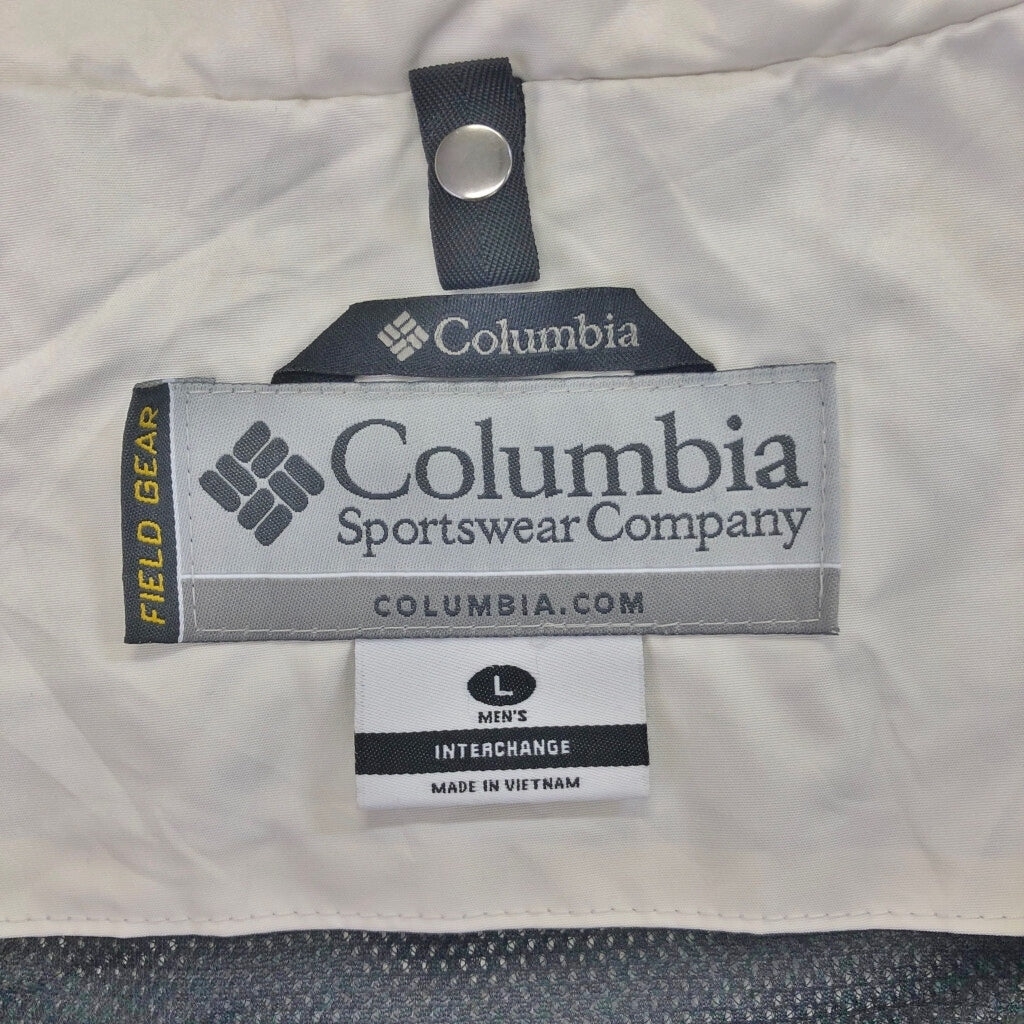 Columbia
FIELD GEAR
Columbia
Sportswear Company
COLUMBIA.COM
L
MEN'S
INTERCHANGE
MADE IN VIETNAM